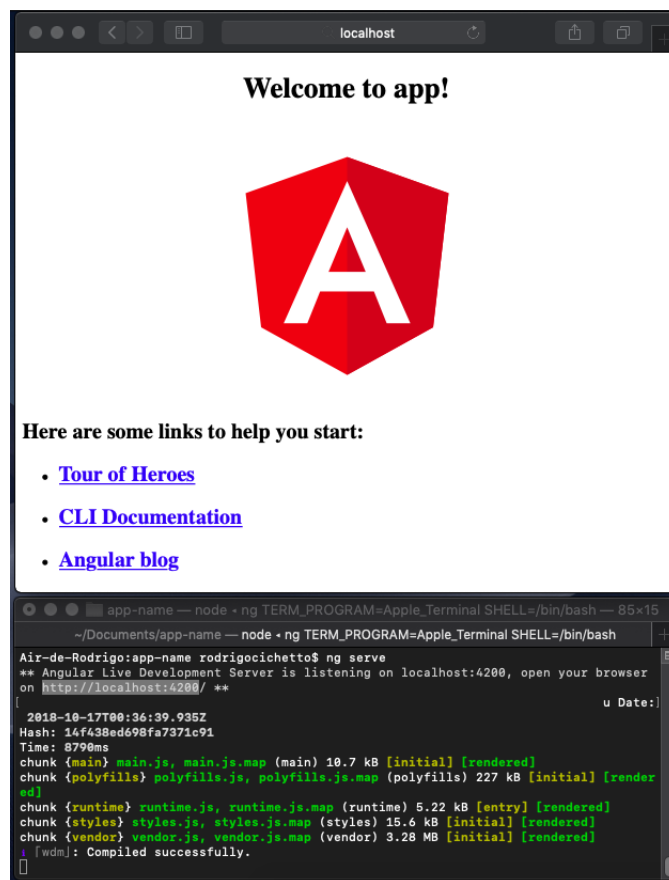 localhost
Welcome to app!
A
Here are some links to help you start:
• Tour of Heroes
• CLI Documentation
• Angular blog
app-name — node ◂ ng TERM_PROGRAM=Apple_Terminal SHELL=/bin/bash — 85×15
~/Documents/app-name — node ◂ ng TERM_PROGRAM=Apple_Terminal SHELL=/bin/bash
Air-de-Rodrigo:app-name rodrigocichetto$ ng serve
** Angular Live Development Server is listening on localhost:4200, open your browser
on http://localhost:4200/ **
[ u Date:]
2018-10-17T00:36:39.935Z
Hash: 14f438ed698fa7371c91
Time: 8790ms
chunk {main} main.js, main.js.map (main) 10.7 kB [initial] [rendered]
chunk {polyfills} polyfills.js, polyfills.js.map (polyfills) 227 kB [initial] [render
ed]
chunk {runtime} runtime.js, runtime.js.map (runtime) 5.22 kB [entry] [rendered]
chunk {styles} styles.js, styles.js.map (styles) 15.6 kB [initial] [rendered]
chunk {vendor} vendor.js, vendor.js.map (vendor) 3.28 MB [initial] [rendered]
ℹ ｢wdm｣: Compiled successfully.